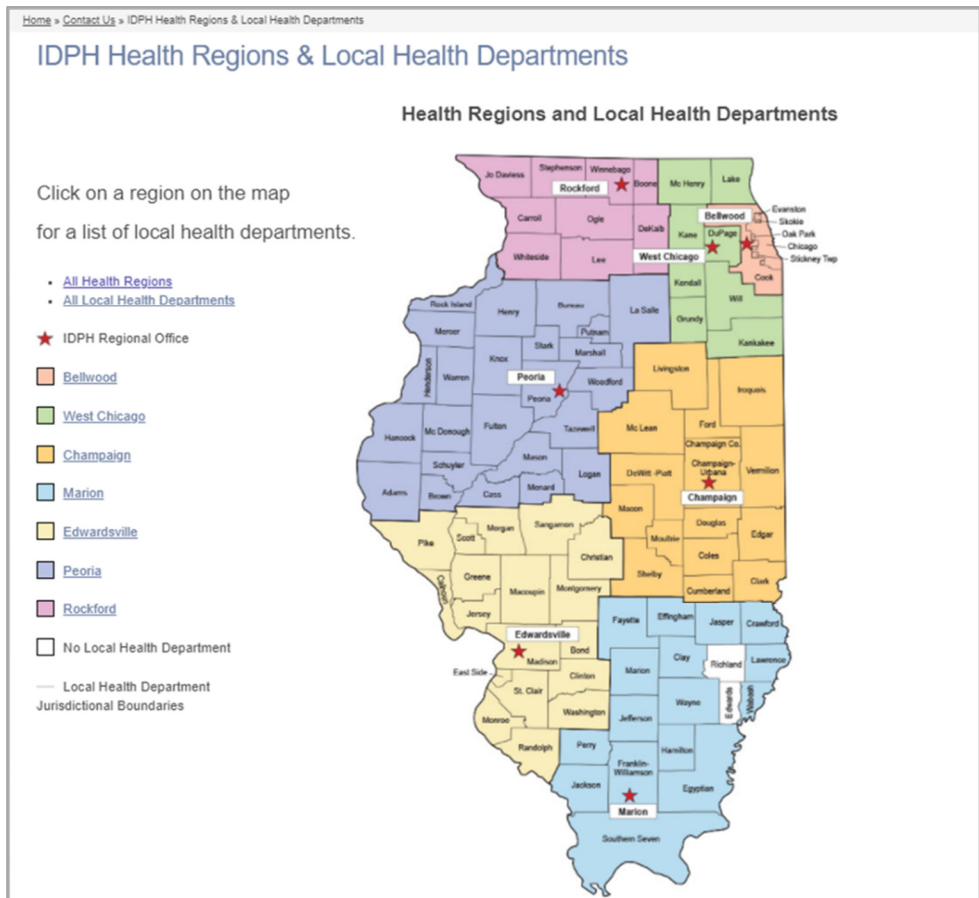 Home » Contact Us » IDPH Health Regions & Local Health Departments
IDPH Health Regions & Local Health Departments
Health Regions and Local Health Departments
Click on a region on the map
for a list of local health departments.
All Health Regions
All Local Health Departments
IDPH Regional Office
Bellwood
West Chicago
Champaign
Marion
Edwardsville
Peoria
Rockford
No Local Health Department
Local Health Department
Jurisdictional Boundaries
Jo Daviess
Stephenson
Winnebago
Boone
Mc Henry
Lake
Rockford
Carroll
Ogle
DeKalb
Kane
Bellwood
DuPage
Evanston
Skokie
Oak Park
Chicago
Stickney Twp
West Chicago
Whiteside
Lee
Cook
Kendall
Will
Grundy
Kankakee
Rock Island
Henry
Bureau
La Salle
Mercer
Putnam
Stark
Marshall
Knox
Henderson
Warren
Peoria
Peoria
Woodford
Livingston
Iroquois
Hancock
Mc Donough
Fulton
Tazewell
Mc Lean
Ford
Champaign Co.
Schuyler
Mason
Logan
DeWitt -Piatt
Champaign-
Urbana
Vermilion
Adams
Brown
Cass
Menard
Champaign
Macon
Pike
Scott
Morgan
Sangamon
Christian
Moultrie
Douglas
Edgar
Coles
Greene
Macoupin
Montgomery
Shelby
Cumberland
Clark
Calhoun
Jersey
Fayette
Effingham
Jasper
Crawford
Edwardsville
Madison
Bond
East Side
Clinton
Marion
Clay
Richland
Lawrence
St. Clair
Washington
Wayne
Edwards
Wabash
Monroe
Jefferson
Randolph
Perry
Hamilton
Franklin-
Williamson
Jackson
Egyptian
Marion
Southern Seven